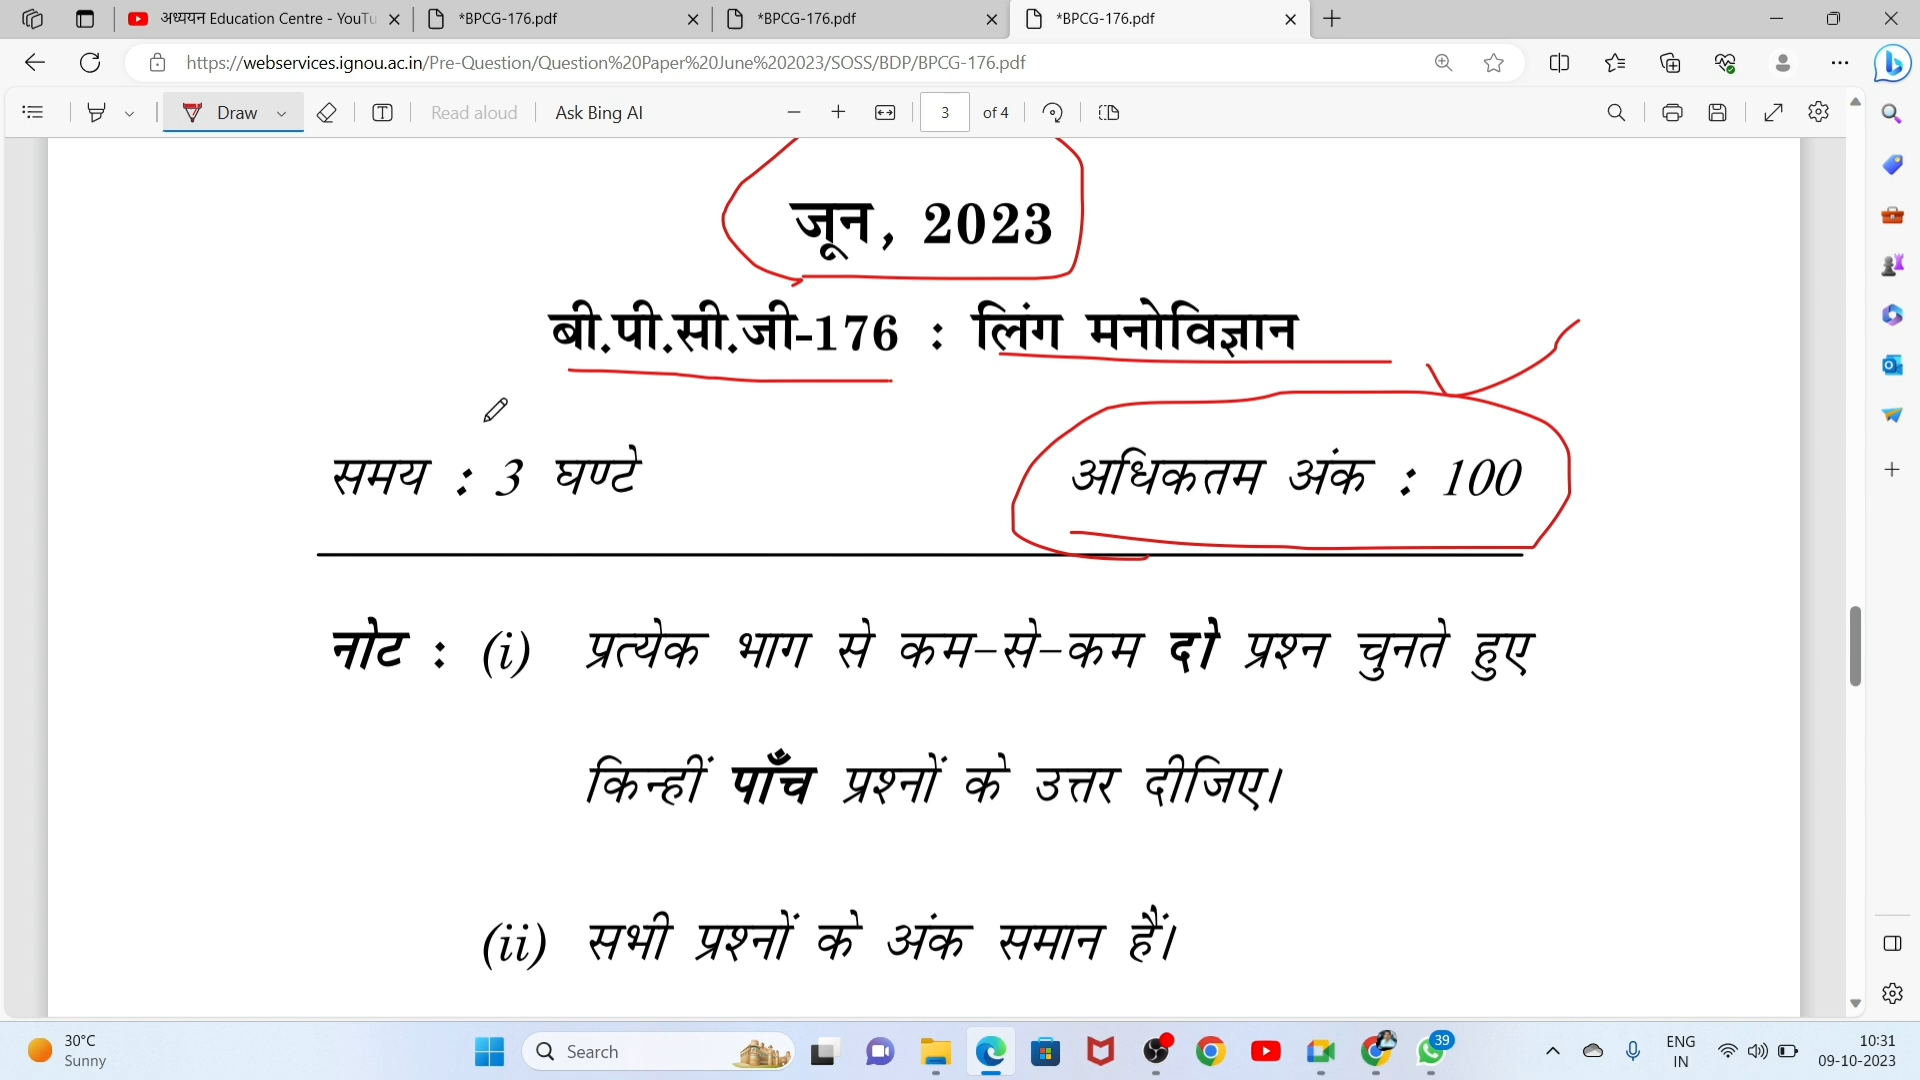 अध्ययन Education Centre - YouTu
*BPCG-176.pdf
*BPCG-176.pdf
*BPCG-176.pdf
https://webservices.ignou.ac.in/Pre-Question/Question%20Paper%20June%202023/SOSS/BDP/BPCG-176.pdf
Draw
Read aloud
Ask Bing AI
3 of 4
जून, 2023
बी.पी.सी.जी-176 : लिंग मनोविज्ञान
समय : 3 घण्टे अधिकतम अंक : 100
नोट : (i) प्रत्येक भाग से कम-से-कम दो प्रश्न चुनते हुए
किन्हीं पाँच प्रश्नों के उत्तर दीजिए।
(ii) सभी प्रश्नों के अंक समान हैं।
30°C
Sunny
Search
39
ENG
IN
10:31
09-10-2023